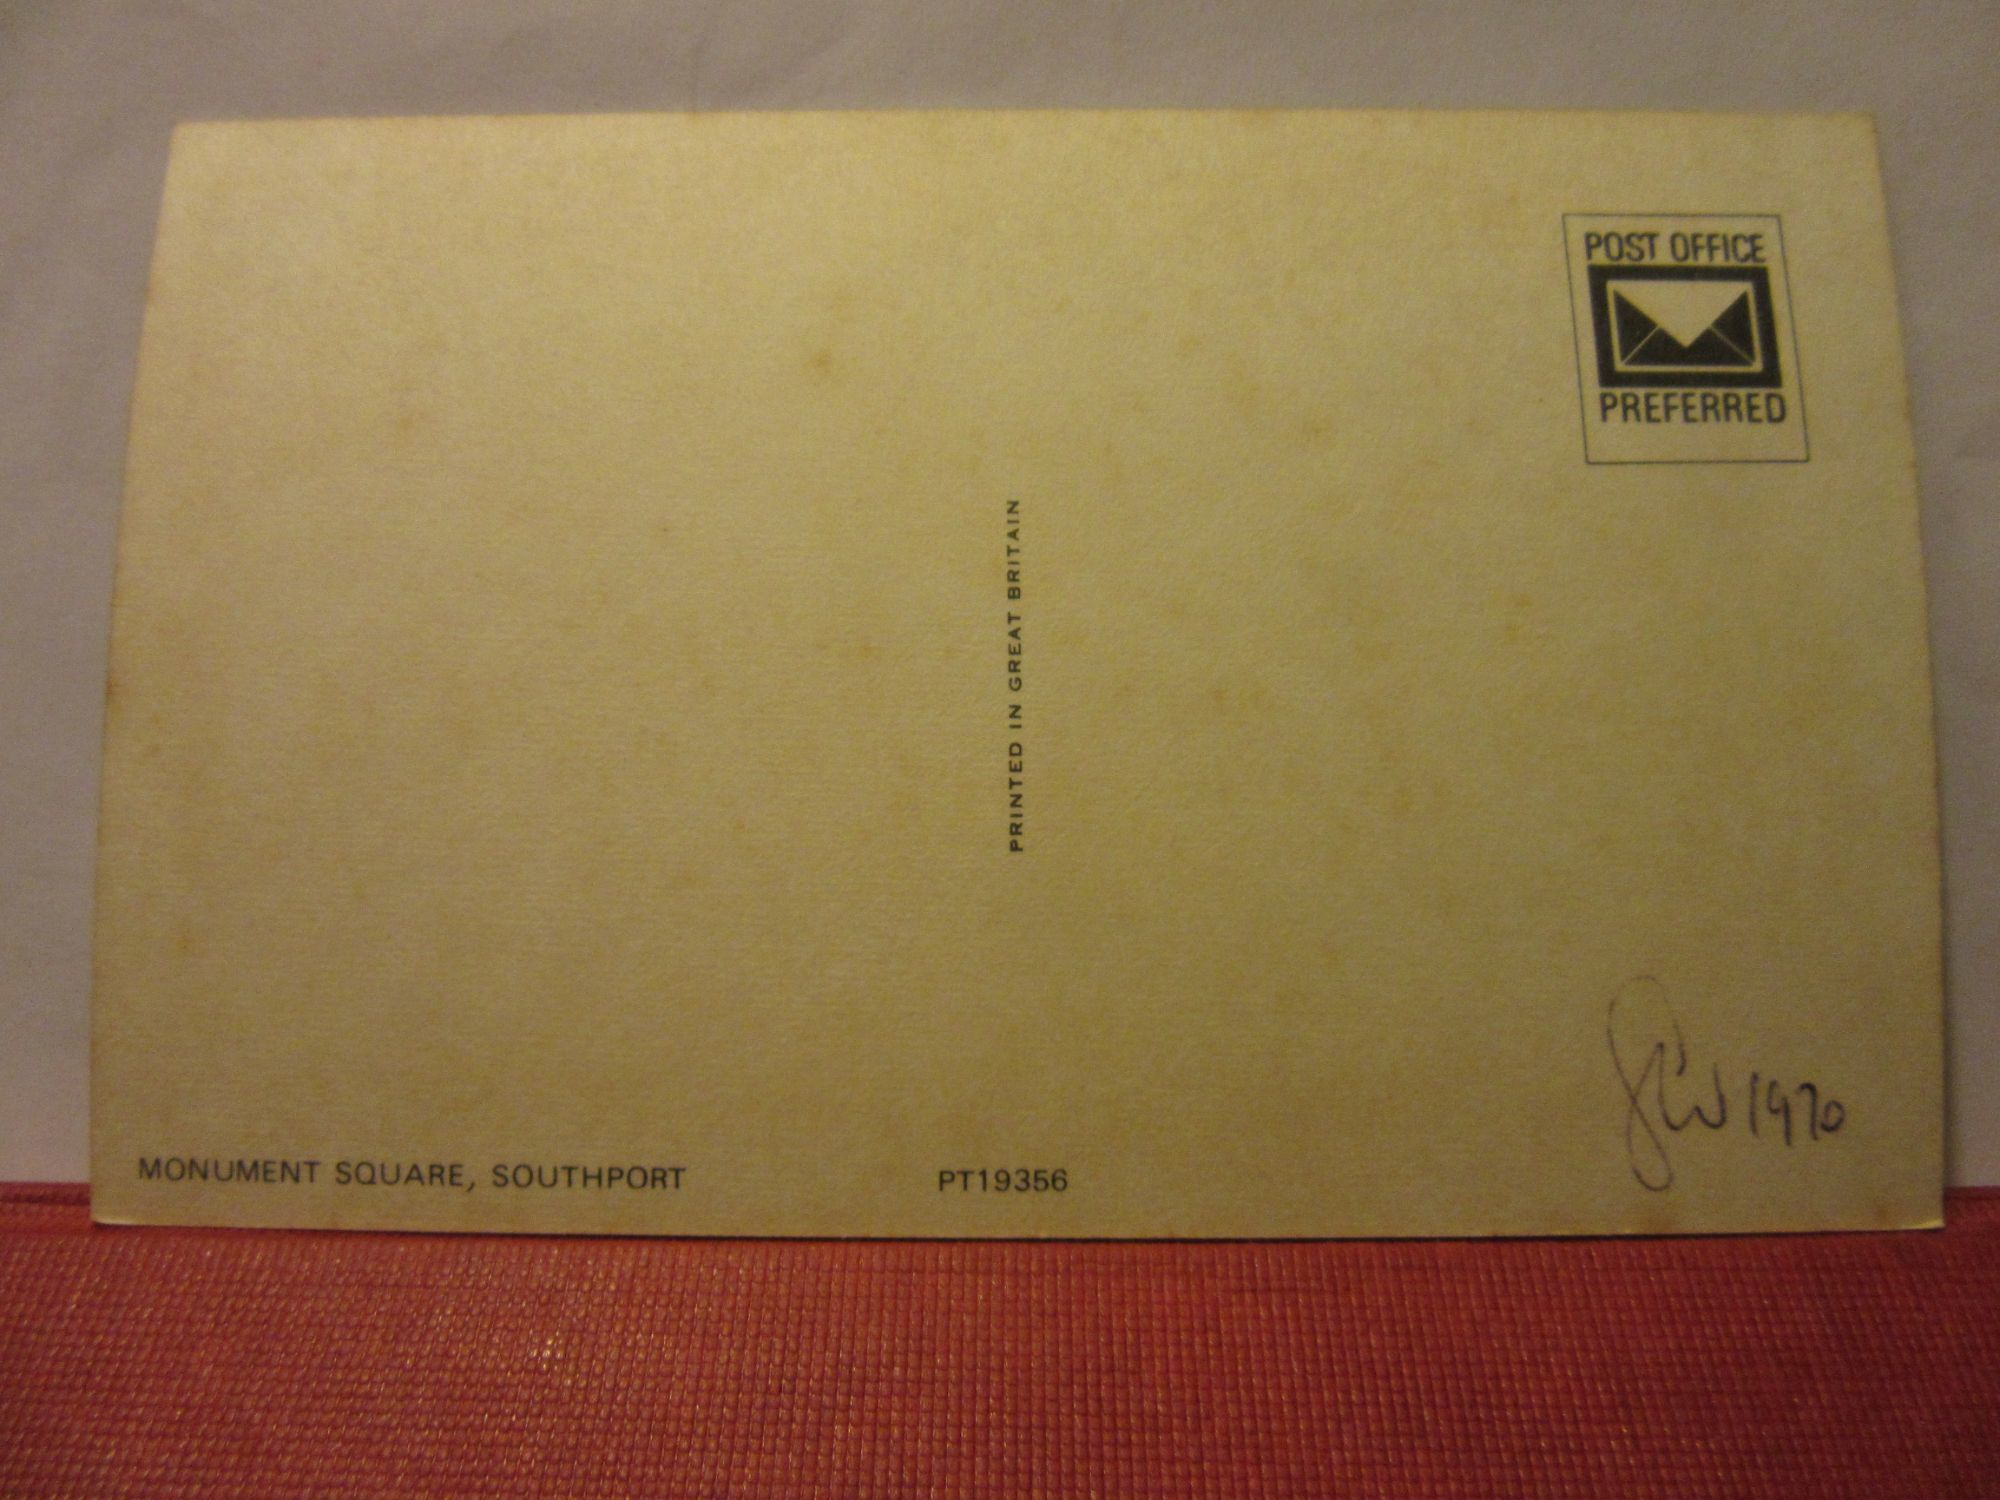 POST OFFICE
PREFERRED
PRINTED IN GREAT BRITAIN
1970
MONUMENT SQUARE, SOUTHPORT
PT19356